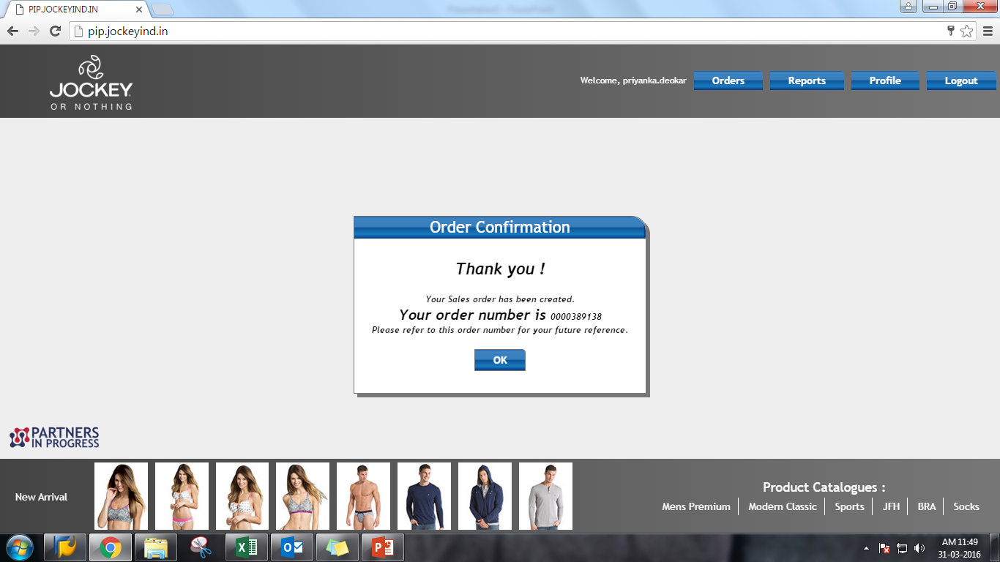 PIP.JOCKEYIND.IN
pip.jockeyind.in
JOCKEY
OR NOTHING
Welcome, priyanka.deokar
Orders
Reports
Profile
Logout
Order Confirmation
Thank you !
Your Sales order has been created.
Your order number is 0000389138
Please refer to this order number for your future reference.
OK
PARTNERS
IN PROGRESS
New Arrival
Product Catalogues :
Mens Premium
Modern Classic
Sports
JFH
BRA
Socks
AM 11:49
31-03-2016